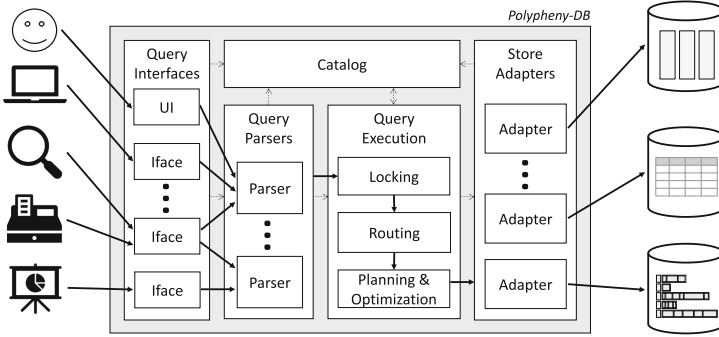 Polypheny-DB
Query
Interfaces
UI
Iface
Iface
Iface
Catalog
Query
Parsers
Parser
Parser
Query
Execution
Locking
Routing
Planning &
Optimization
Store
Adapters
Adapter
Adapter
Adapter